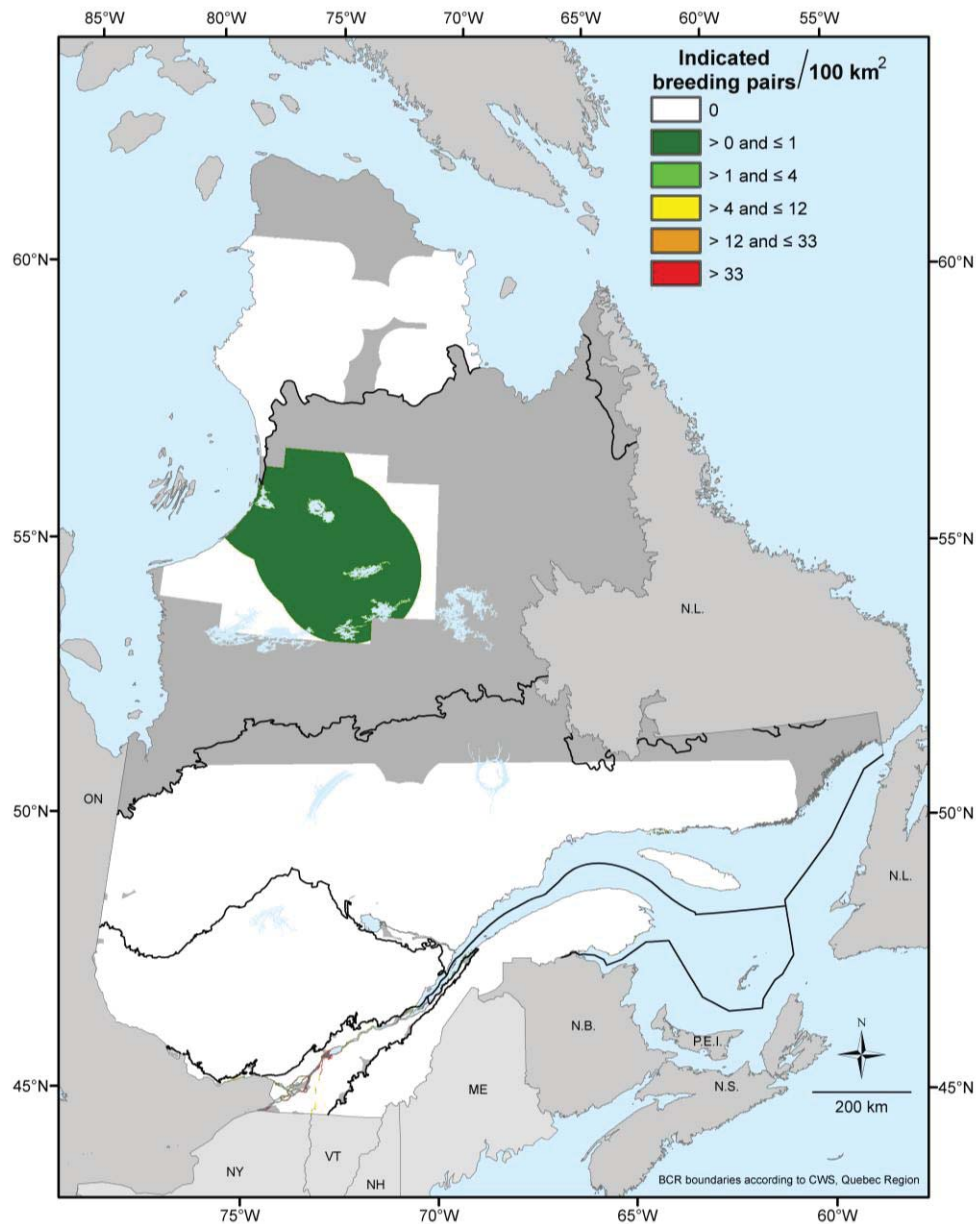 85°W 80°W 75°W 70°W 65°W 60°W 55°W
Indicated
breeding pairs/100 km²
0
> 0 and ≤ 1
> 1 and ≤ 4
> 4 and ≤ 12
> 12 and ≤ 33
> 33
60°N 60°N
55°N 55°N
N.L.
50°N 50°N
ON
N.L.
N.B.
P.E.I.
N
45°N 45°N
ME
N.S.
200 km
VT
NY
NH
BCR boundaries according to CWS, Quebec Region
75°W 70°W 65°W 60°W